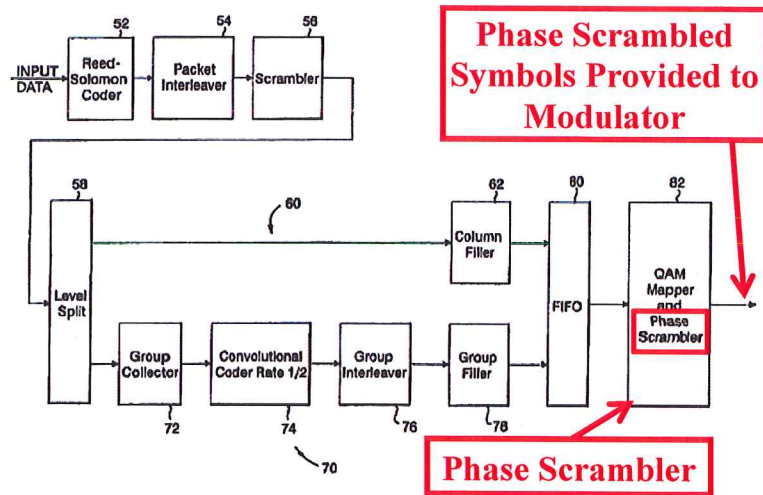 52
54
56
INPUT
DATA
Reed-
Solomon
Coder
Packet
Interleaver
Scrambler
Phase Scrambled
Symbols Provided to
Modulator
58
60
62
80
82
Level
Split
Column
Filler
FIFO
QAM
Mapper
and
Phase
Scrambler
Group
Collector
Convolutional
Coder Rate 1/2
Group
Interleaver
Group
Filler
72
74
76
78
70
Phase Scrambler